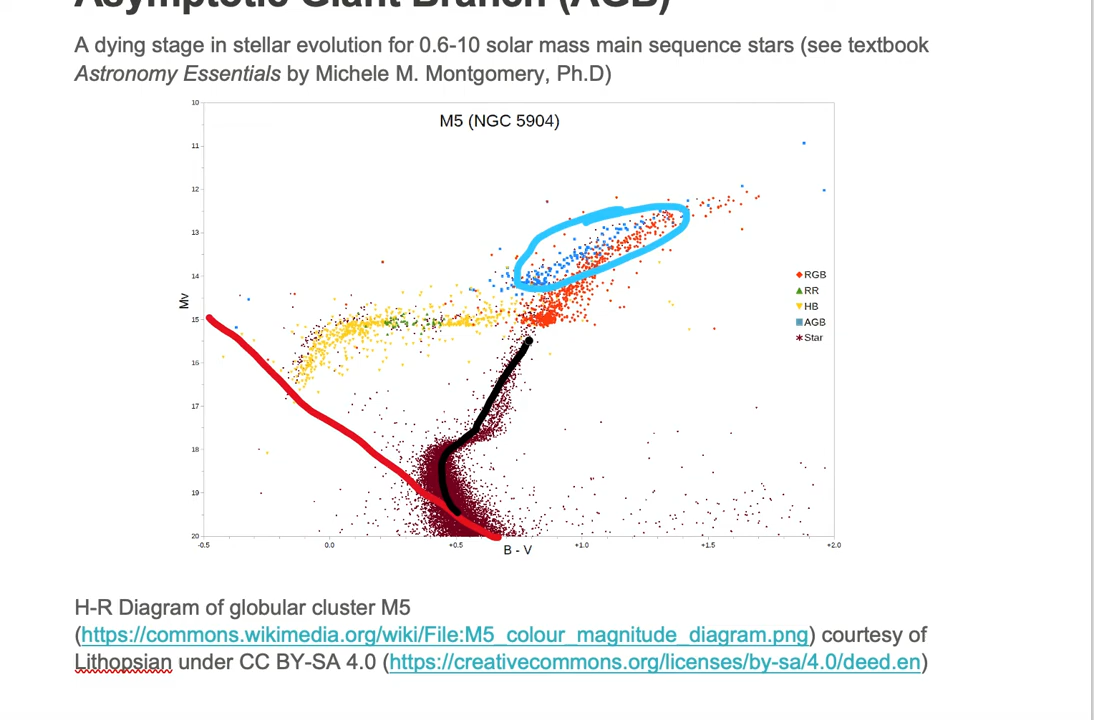 Asymptotic Giant Branch (AGB)
A dying stage in stellar evolution for 0.6-10 solar mass main sequence stars (see textbook
Astronomy Essentials by Michele M. Montgomery, Ph.D)
M5 (NGC 5904)
10
11
12
13
14
15
16
17
18
19
20
Mv
-0.5
0.0
+0.5
+1.0
+1.5
+2.0
B - V
RGB
RR
HB
AGB
Star
H-R Diagram of globular cluster M5
(https://commons.wikimedia.org/wiki/File:M5_colour_magnitude_diagram.png) courtesy of
Lithopsian under CC BY-SA 4.0 (https://creativecommons.org/licenses/by-sa/4.0/deed.en)